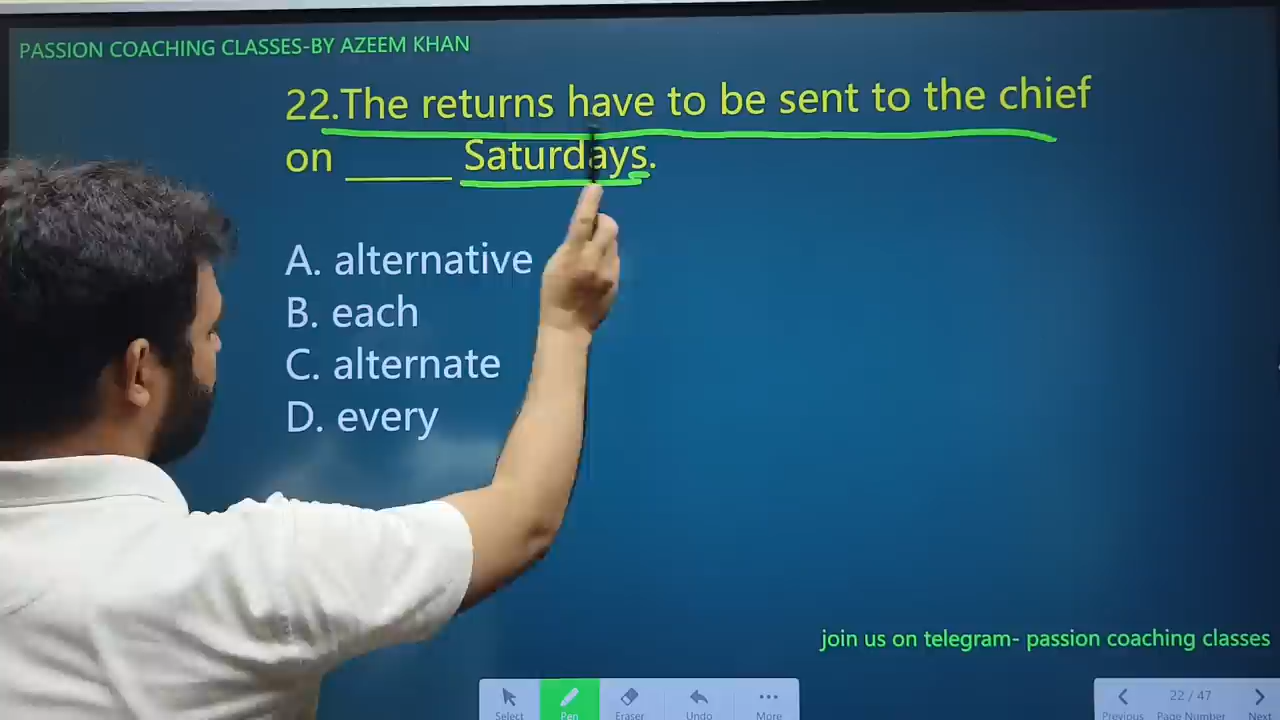 PASSION COACHING CLASSES-BY AZEEM KHAN
22.The returns have to be sent to the chief
on _____ Saturdays.
A. alternative
B. each
C. alternate
D. every
join us on telegram- passion coaching classes
Select Pen Eraser Undo More
22 / 47
Previous Page Number Next